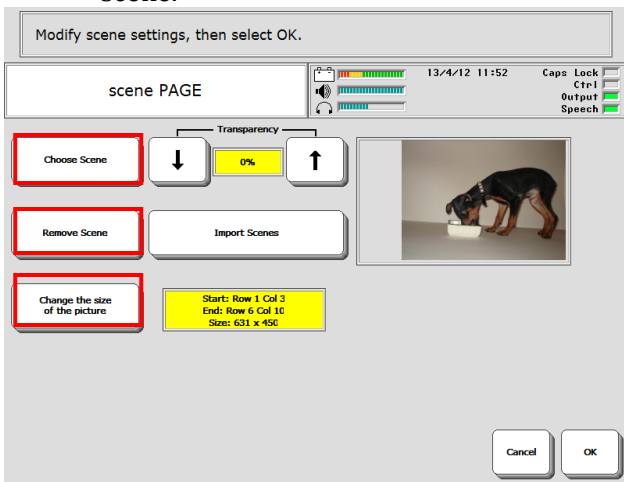 Scene.
Modify scene settings, then select OK.
scene PAGE
13/4/12 11:52
Caps Lock
Ctrl
Output
Speech
Transparency
Choose Scene
↓
0%
↑
Remove Scene
Import Scenes
Change the size
of the picture
Start: Row 1 Col 3
End: Row 6 Col 10
Size: 631 x 450
Cancel
OK